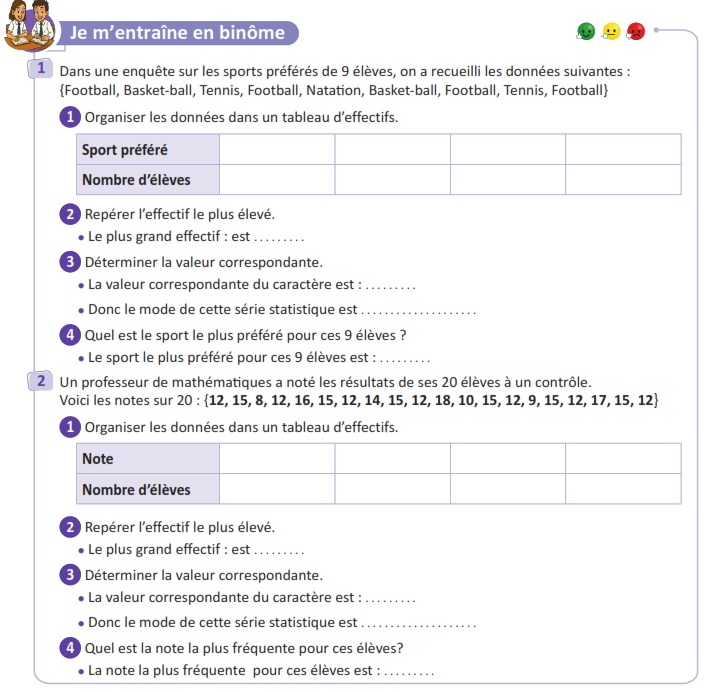 Je m'entraîne en binôme
1 Dans une enquête sur les sports préférés de 9 élèves, on a recueilli les données suivantes :
{Football, Basket-ball, Tennis, Football, Natation, Basket-ball, Football, Tennis, Football}
1 Organiser les données dans un tableau d'effectifs.
Sport préféré
Nombre d'élèves
2 Repérer l'effectif le plus élevé.
• Le plus grand effectif : est .........
3 Déterminer la valeur correspondante.
• La valeur correspondante du caractère est : .........
• Donc le mode de cette série statistique est ....................
4 Quel est le sport le plus préféré pour ces 9 élèves ?
• Le sport le plus préféré pour ces 9 élèves est : .........
2 Un professeur de mathématiques a noté les résultats de ses 20 élèves à un contrôle.
Voici les notes sur 20 : {12, 15, 8, 12, 16, 15, 12, 14, 15, 12, 18, 10, 15, 12, 9, 15, 12, 17, 15, 12}
1 Organiser les données dans un tableau d'effectifs.
Note
Nombre d'élèves
2 Repérer l'effectif le plus élevé.
• Le plus grand effectif : est .........
3 Déterminer la valeur correspondante.
• La valeur correspondante du caractère est : .........
• Donc le mode de cette série statistique est ....................
4 Quel est la note la plus fréquente pour ces élèves?
• La note la plus fréquente pour ces élèves est : .........